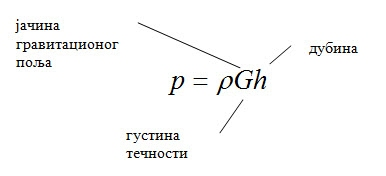 јачина
гравитационог
поља
дубина
p = ρGh
густина
течности